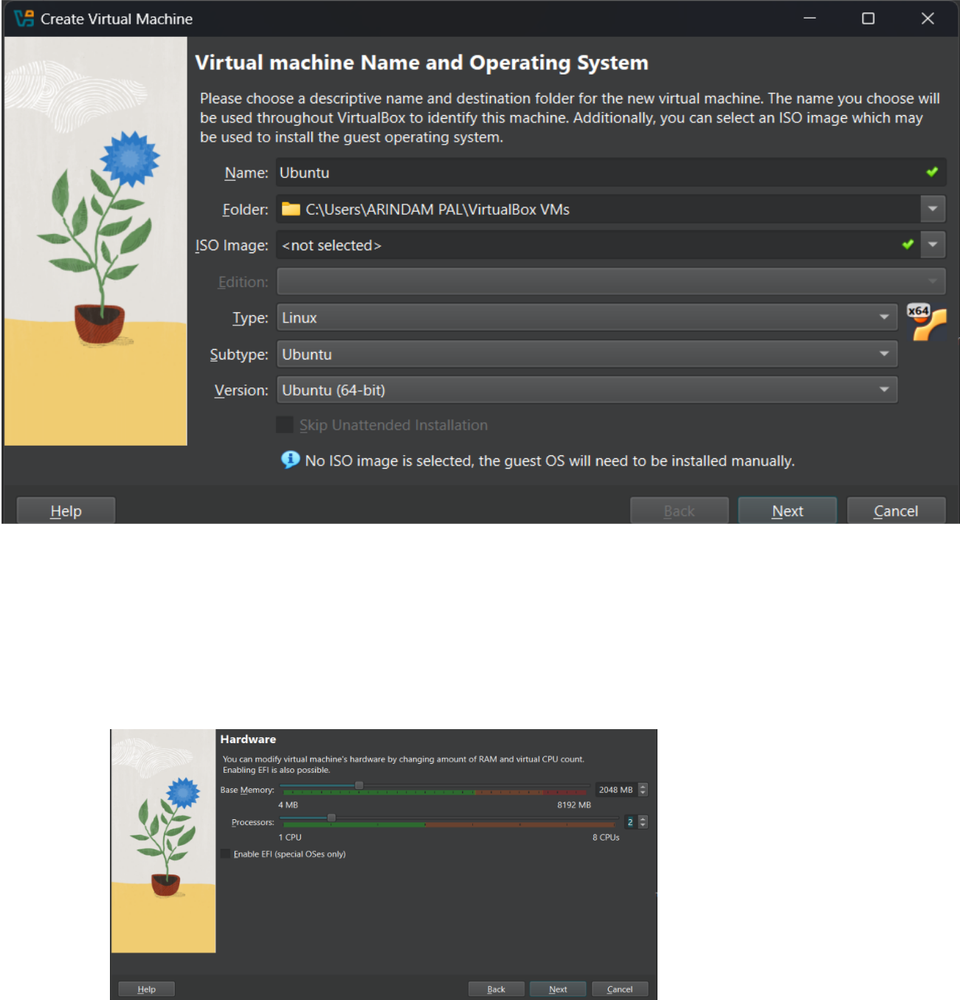 Create Virtual Machine
Virtual machine Name and Operating System
Please choose a descriptive name and destination folder for the new virtual machine. The name you choose will
be used throughout VirtualBox to identify this machine. Additionally, you can select an ISO image which may
be used to install the guest operating system.
Name: Ubuntu
Folder: C:\Users\ARINDAM PAL\VirtualBox VMs
ISO Image: <not selected>
Edition:
Type: Linux
x64
Subtype: Ubuntu
Version: Ubuntu (64-bit)
Skip Unattended Installation
No ISO image is selected, the guest OS will need to be installed manually.
Help Back Next Cancel
Hardware
You can modify virtual machine's hardware by changing amount of RAM and virtual CPU count.
Enabling EFI is also possible.
Base Memory: 2048 MB
4 MB 8192 MB
Processors: 2
1 CPU 8 CPUs
Enable EFI (special OSes only)
Help Back Next Cancel